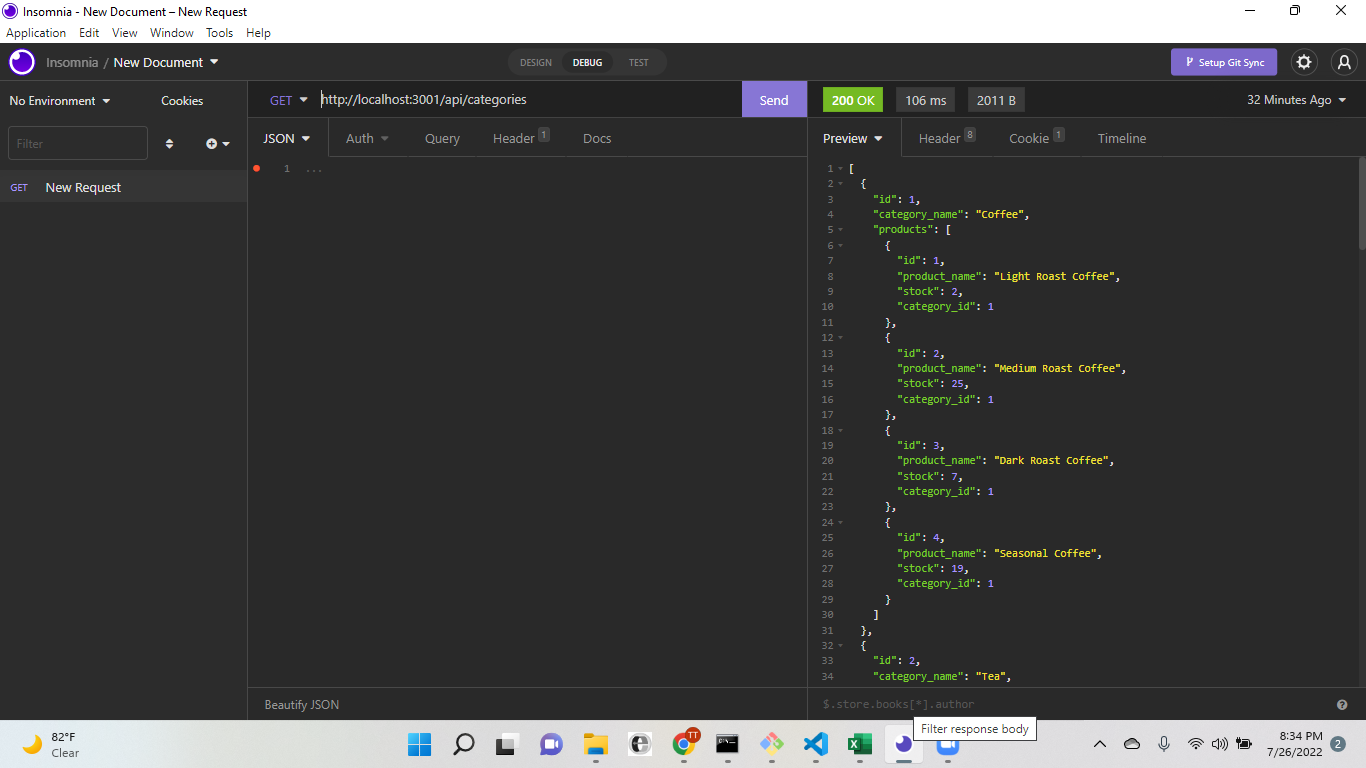 Insomnia - New Document – New Request
Application Edit View Window Tools Help
Insomnia / New Document
DESIGN DEBUG TEST
Setup Git Sync
No Environment Cookies
GET http://localhost:3001/api/categories Send
200 OK 106 ms 2011 B 32 Minutes Ago
Filter
JSON Auth Query Header 1 Docs
Preview Header 8 Cookie 1 Timeline
GET New Request
1 ...
1 [
2 {
3 "id": 1,
4 "category_name": "Coffee",
5 "products": [
6 {
7 "id": 1,
8 "product_name": "Light Roast Coffee",
9 "stock": 2,
10 "category_id": 1
11 },
12 {
13 "id": 2,
14 "product_name": "Medium Roast Coffee",
15 "stock": 25,
16 "category_id": 1
17 },
18 {
19 "id": 3,
20 "product_name": "Dark Roast Coffee",
21 "stock": 7,
22 "category_id": 1
23 },
24 {
25 "id": 4,
26 "product_name": "Seasonal Coffee",
27 "stock": 19,
28 "category_id": 1
29 }
30 ]
31 },
32 {
33 "id": 2,
34 "category_name": "Tea",
Beautify JSON
$.store.books[*].author
Filter response body
82°F
Clear
TT
8:34 PM
7/26/2022
2